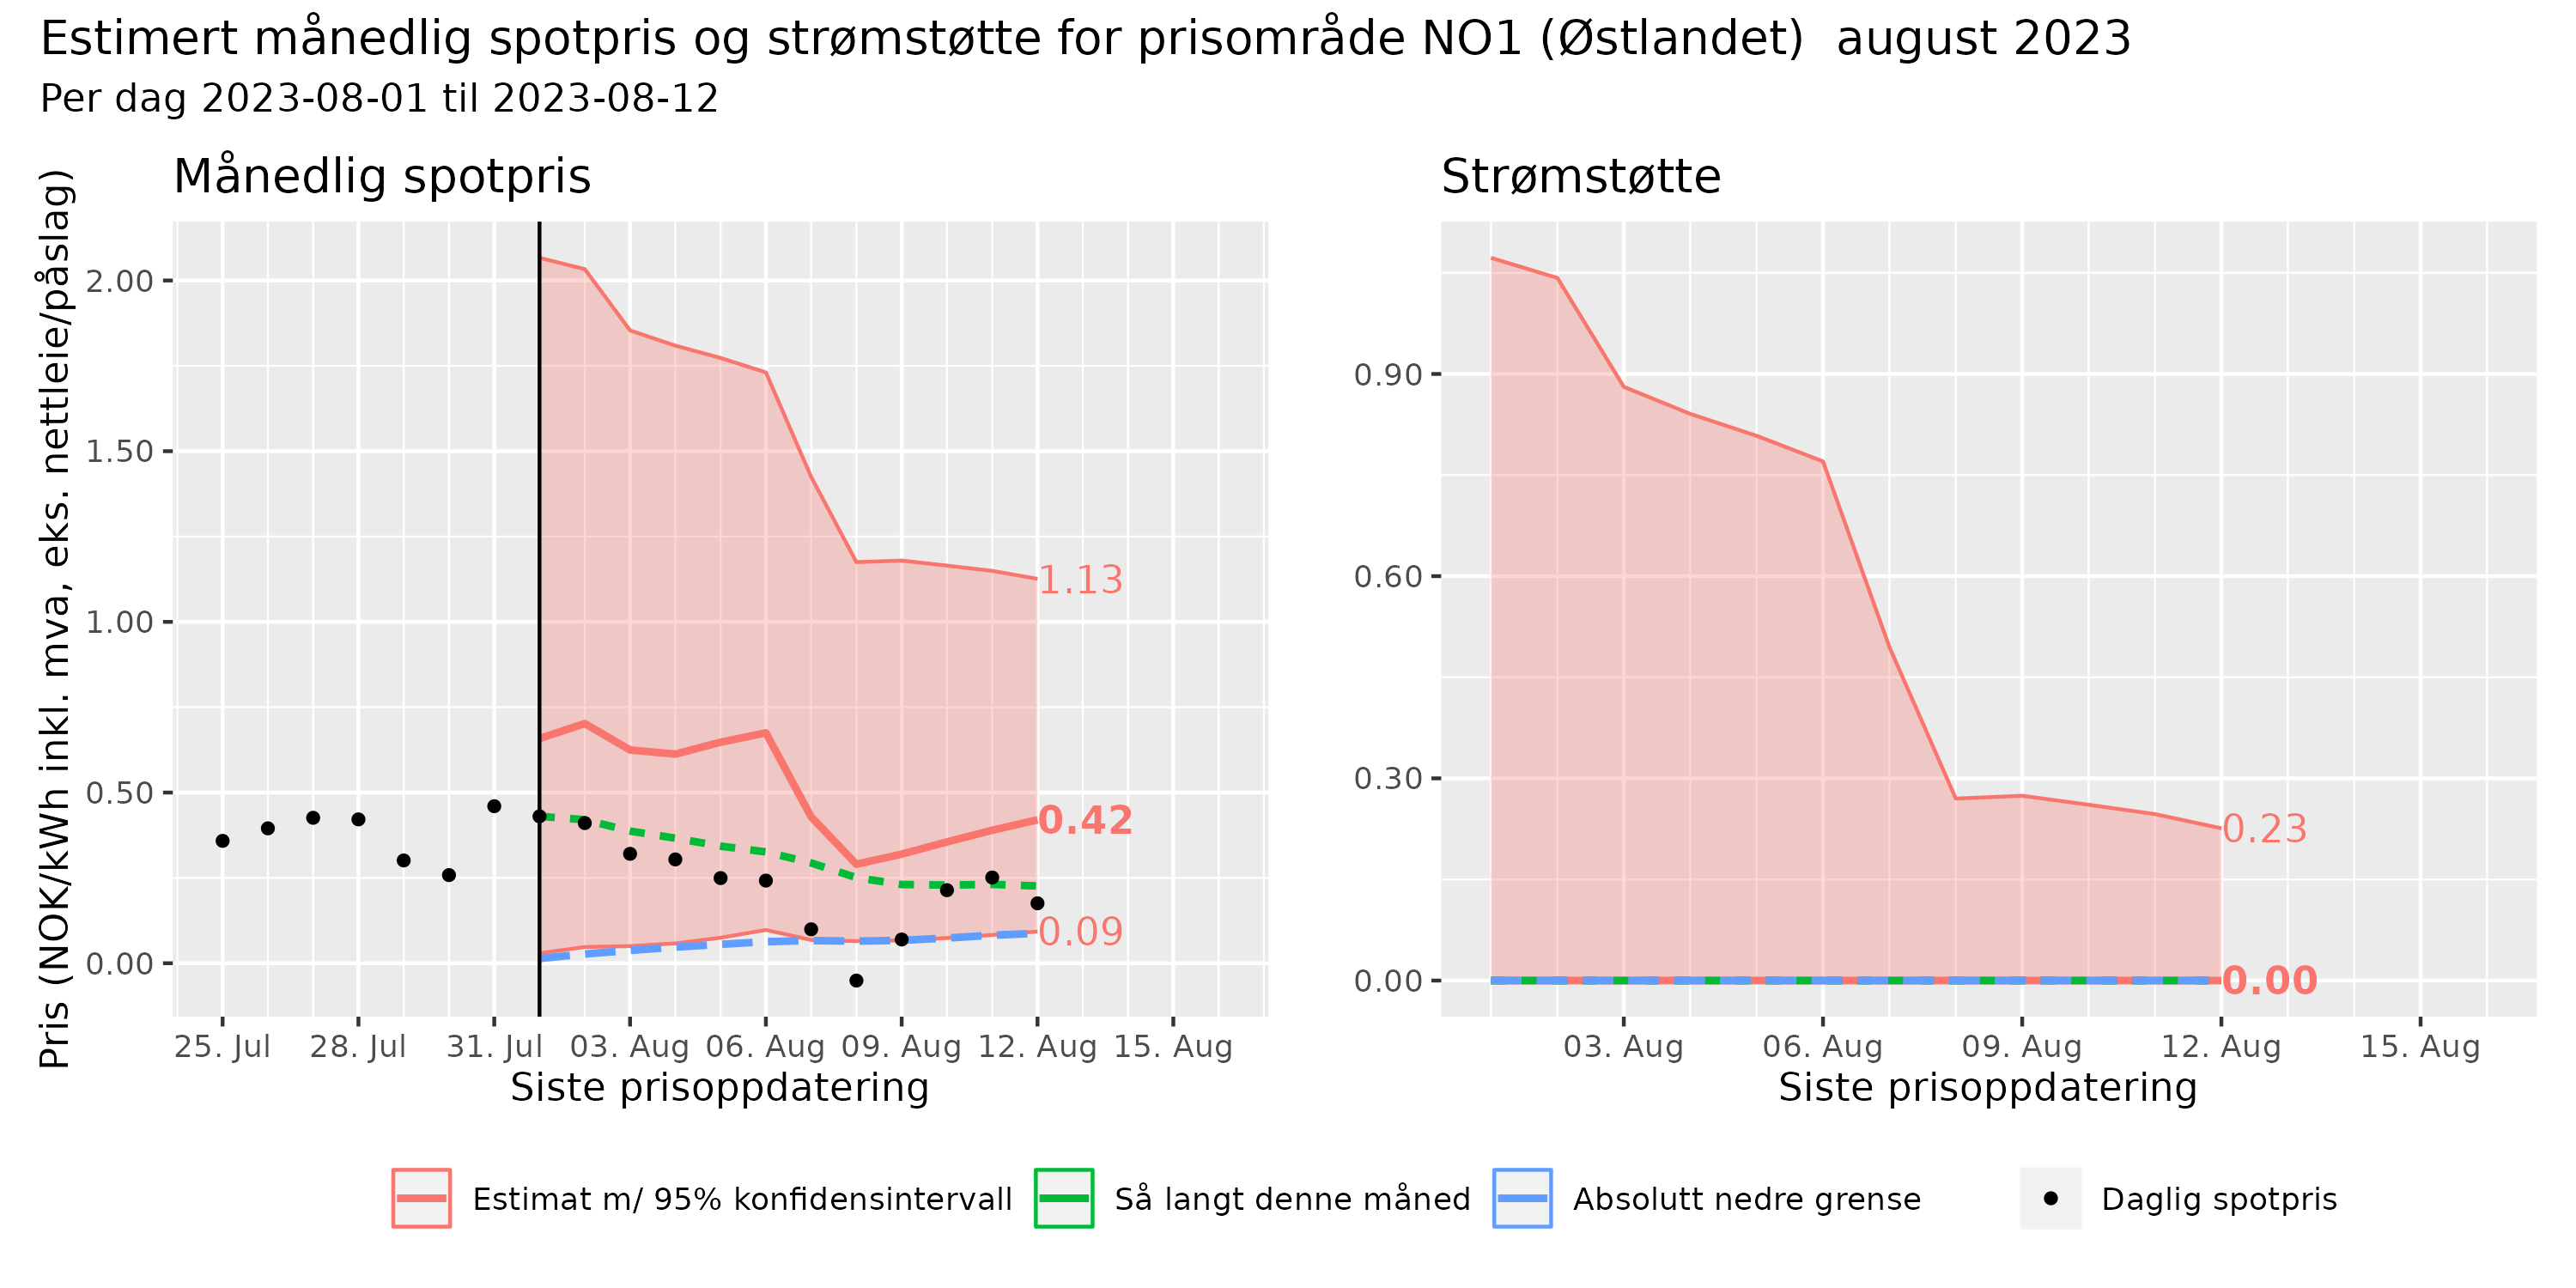 Estimert månedlig spotpris og strømstøtte for prisområde NO1 (Østlandet)  august 2023
Per dag 2023-08-01 til 2023-08-12
Månedlig spotpris
Pris (NOK/kWh inkl. mva, eks. nettleie/påslag)
2.00
1.50
1.00
0.50
0.00
1.13
0.42
0.09
25. Jul 28. Jul 31. Jul 03. Aug 06. Aug 09. Aug 12. Aug 15. Aug
Siste prisoppdatering
Strømstøtte
0.90
0.60
0.30
0.00
0.23
0.00
03. Aug 06. Aug 09. Aug 12. Aug 15. Aug
Siste prisoppdatering
Estimat m/ 95% konfidensintervall Så langt denne måned Absolutt nedre grense Daglig spotpris